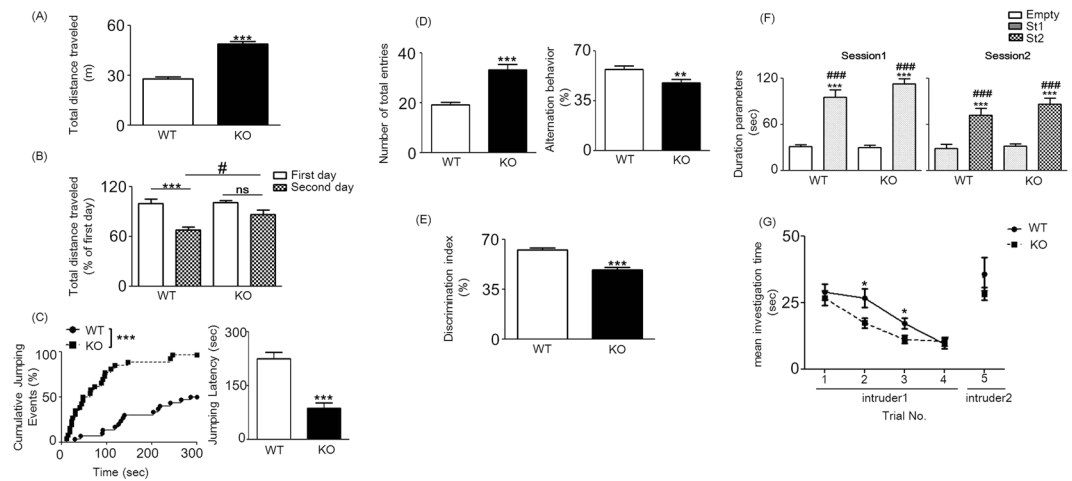 (A)
Total distance traveled
(m)
60
30
0
***
WT
KO
(B)
Total distance traveled
(% of first day)
120
60
0
***
#
ns
First day
Second day
WT
KO
(C)
WT
KO
***
Cumulative Jumping
Events (%)
100
50
0
0
100
200
300
Time (sec)
Jumping Latency (sec)
300
150
0
***
WT
KO
(D)
Number of total entries
40
20
0
***
WT
KO
Alternation behavior
(%)
70
35
0
**
WT
KO
(E)
Discrimination index
(%)
70
35
0
***
WT
KO
(F)
Empty
St1
St2
Session1
Session2
Duration parameters
(sec)
120
60
0
###
***
###
***
###
***
###
***
WT
KO
WT
KO
(G)
WT
KO
mean investigation time
(sec)
50
25
0
*
*
1
2
3
4
5
intruder1
intruder2
Trial No.